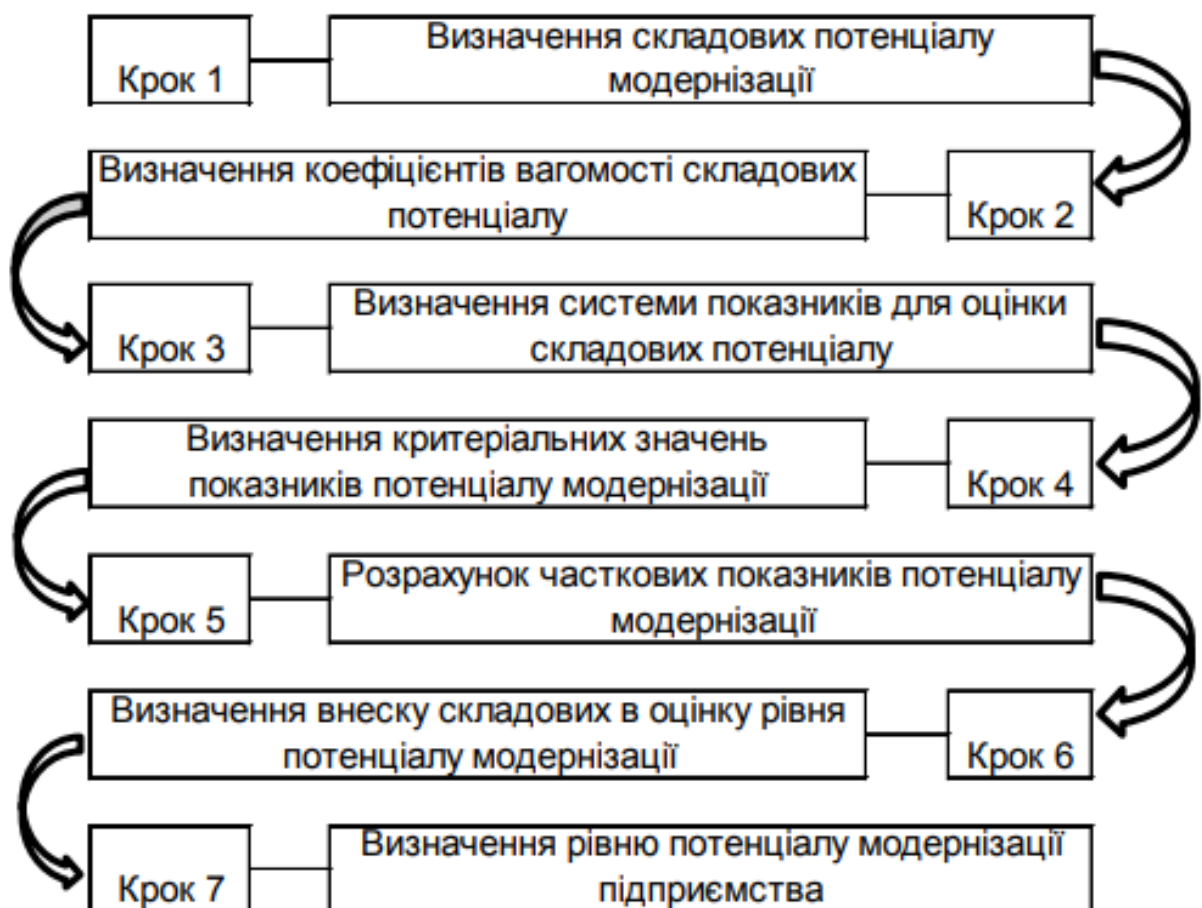 Крок 1
Визначення складових потенціалу
модернізації
Визначення коефіцієнтів вагомості складових
потенціалу
Крок 2
Крок 3
Визначення системи показників для оцінки
складових потенціалу
Визначення критеріальних значень
показників потенціалу модернізації
Крок 4
Крок 5
Розрахунок часткових показників потенціалу
модернізації
Визначення внеску складових в оцінку рівня
потенціалу модернізації
Крок 6
Крок 7
Визначення рівню потенціалу модернізації
підприємства